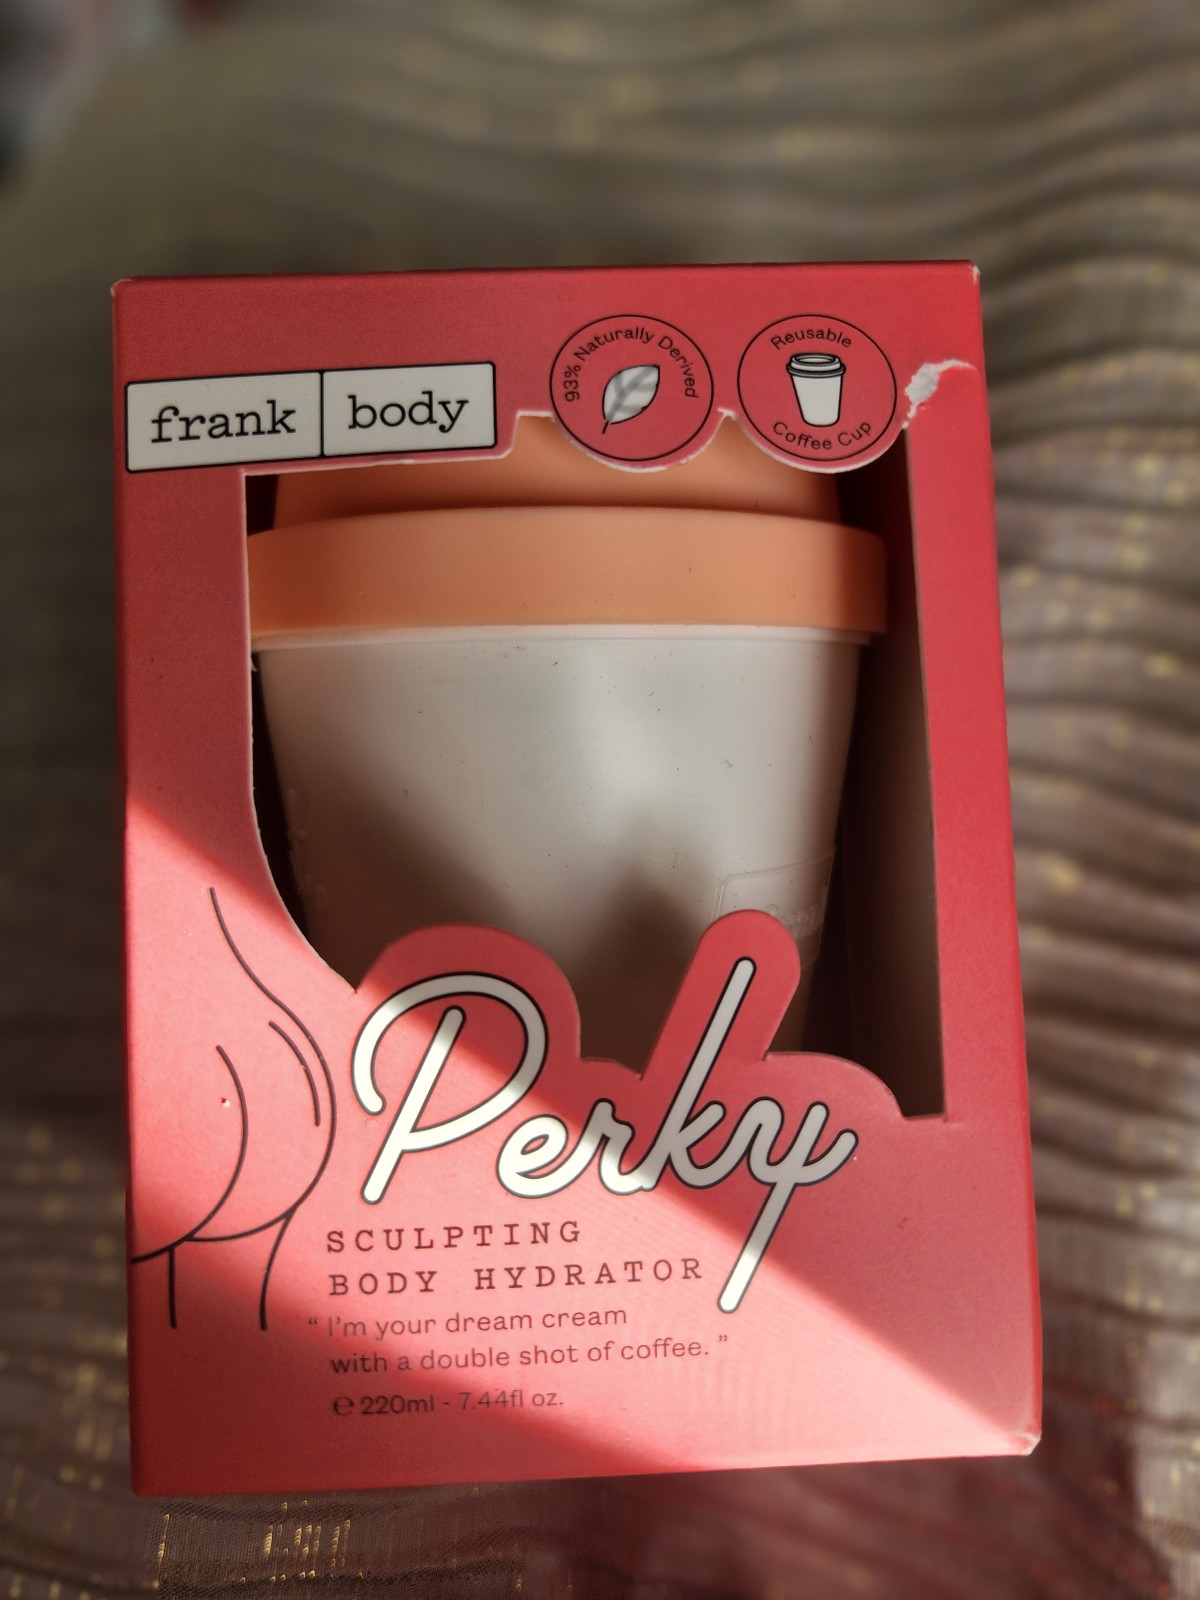 frank body
93% Naturally Derived
Reusable
Coffee Cup
Perky
SCULPTING
BODY HYDRATOR
“ I’m your dream cream
with a double shot of coffee. ”
℮ 220ml - 7.44fl oz.